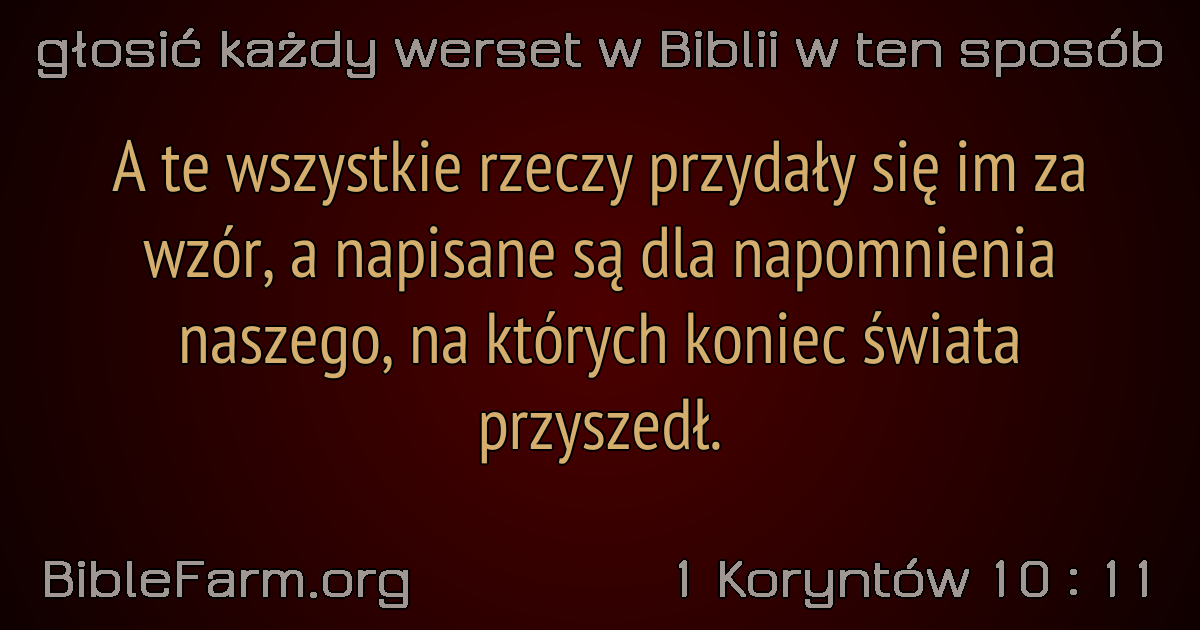 głosić każdy werset w Biblii w ten sposób
A te wszystkie rzeczy przydały się im za
wzór, a napisane są dla napomnienia
naszego, na których koniec świata
przyszedł.
BibleFarm.org
1 Koryntów 10 : 11